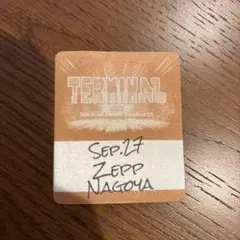 TERMINAL
SEP.27
ZEPP
NAGOYA